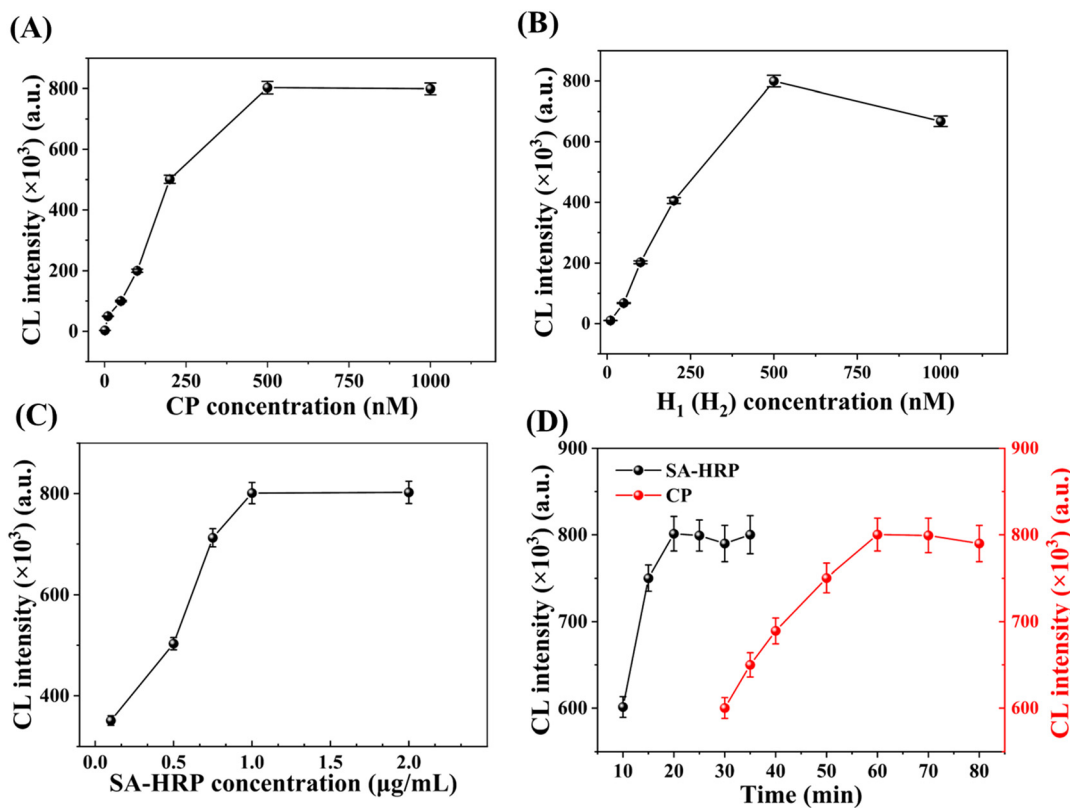 (A)
CL intensity (×10³) (a.u.)
800
600
400
200
0
0 250 500 750 1000
CP concentration (nM)
(B)
CL intensity (×10³) (a.u.)
800
600
400
200
0
0 250 500 750 1000
H₁ (H₂) concentration (nM)
(C)
CL intensity (×10³) (a.u.)
800
600
400
0.0 0.5 1.0 1.5 2.0
SA-HRP concentration (μg/mL)
(D)
CL intensity (×10³) (a.u.)
900
800
700
600
SA-HRP
CP
900
800
700
600
CL intensity (×10³) (a.u.)
10 20 30 40 50 60 70 80
Time (min)